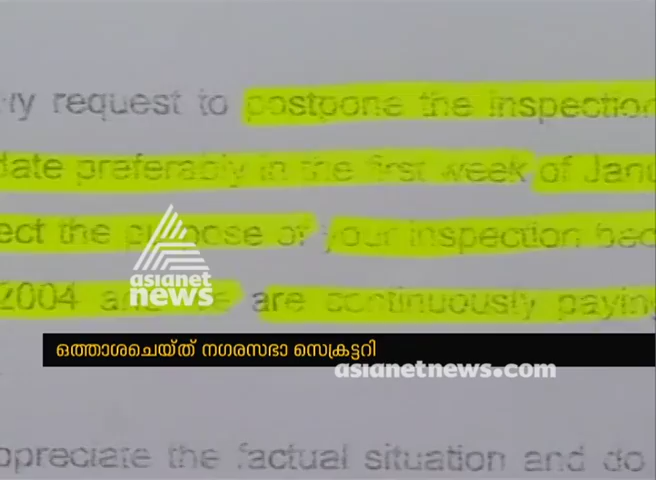 request to postpone the inspection
date preferably in the first week of Janu
ect the purpose of your inspection bec
asianet
news
2004 and we are continuously paying
ഒത്താശചെയ്ത് നഗരസഭാ സെക്രട്ടറി
asianetnews.com
appreciate the factual situation and do